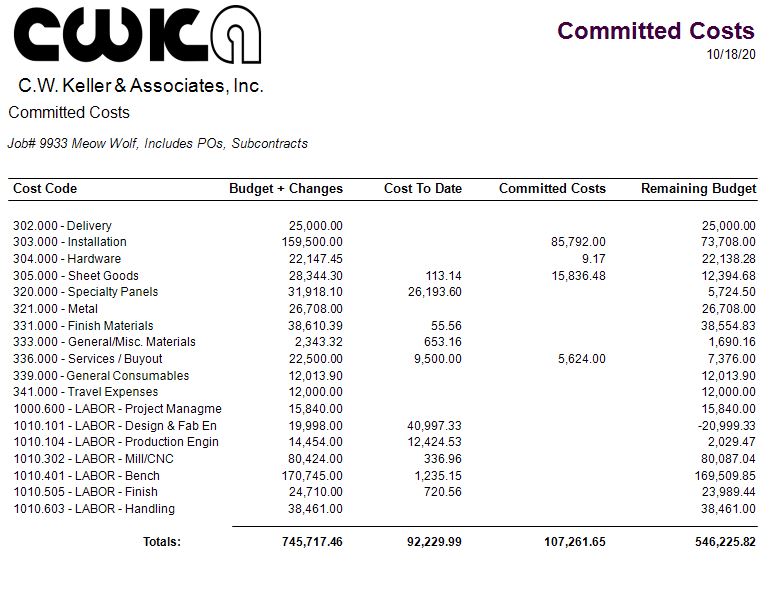 CWKa
Committed Costs
10/18/20
C.W. Keller & Associates, Inc.
Committed Costs
Job# 9933 Meow Wolf, Includes POs, Subcontracts
Cost Code Budget + Changes Cost To Date Committed Costs Remaining Budget
302.000 - Delivery 25,000.00 25,000.00
303.000 - Installation 159,500.00 85,792.00 73,708.00
304.000 - Hardware 22,147.45 9.17 22,138.28
305.000 - Sheet Goods 28,344.30 113.14 15,836.48 12,394.68
320.000 - Specialty Panels 31,918.10 26,193.60 5,724.50
321.000 - Metal 26,708.00 26,708.00
331.000 - Finish Materials 38,610.39 55.56 38,554.83
333.000 - General/Misc. Materials 2,343.32 653.16 1,690.16
336.000 - Services / Buyout 22,500.00 9,500.00 5,624.00 7,376.00
339.000 - General Consumables 12,013.90 12,013.90
341.000 - Travel Expenses 12,000.00 12,000.00
1000.600 - LABOR - Project Managme 15,840.00 15,840.00
1010.101 - LABOR - Design & Fab En 19,998.00 40,997.33 -20,999.33
1010.104 - LABOR - Production Engin 14,454.00 12,424.53 2,029.47
1010.302 - LABOR - Mill/CNC 80,424.00 336.96 80,087.04
1010.401 - LABOR - Bench 170,745.00 1,235.15 169,509.85
1010.505 - LABOR - Finish 24,710.00 720.56 23,989.44
1010.603 - LABOR - Handling 38,461.00 38,461.00
Totals: 745,717.46 92,229.99 107,261.65 546,225.82